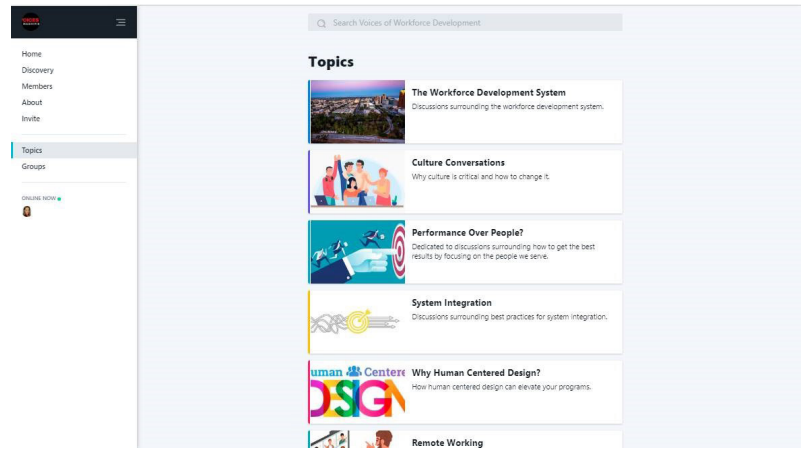 Search Voices of Workforce Development
Home
Discovery
Members
About
Invite
Topics
Groups
ONLINE NOW
Topics
The Workforce Development System
Discussions surrounding the workforce development system.
Culture Conversations
Why culture is critical and how to change it.
Performance Over People?
Dedicated to discussions surrounding how to get the best
results by focusing on the people we serve.
System Integration
Discussions surrounding best practices for system integration.
uman Centere
DESIGN
Why Human Centered Design?
How human centered design can elevate your programs.
Remote Working